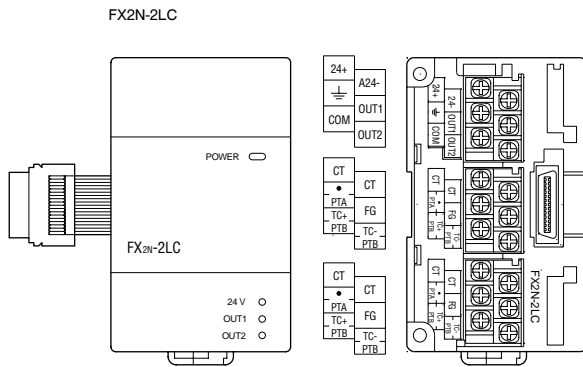 FX2N-2LC
POWER
FX2N-2LC
24 V
OUT1
OUT2
24+
A24-
OUT1
COM
OUT2
CT
CT
•
PTA
FG
TC+
PTB
TC-
PTB
CT
CT
•
PTA
FG
TC+
PTB
TC-
PTB
24+
24-
OUT1
COM
OUT2
CT
CT
•
PTA
FG
TC+
PTB
TC-
PTB
CT
CT
•
PTA
FG
TC+
PTB
TC-
PTB
FX2N-2LC